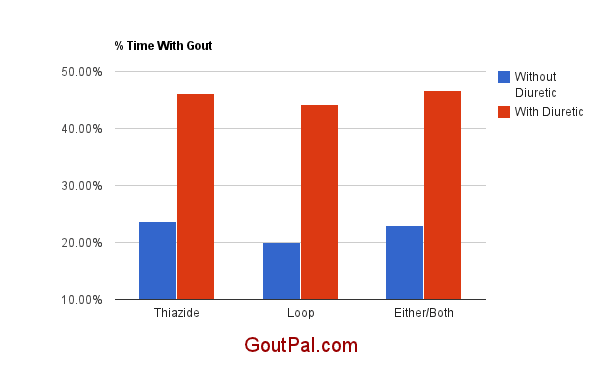 % Time With Gout
50.00%
40.00%
30.00%
20.00%
10.00%
Thiazide
Loop
Either/Both
Without
Diuretic
With Diuretic
GoutPal.com